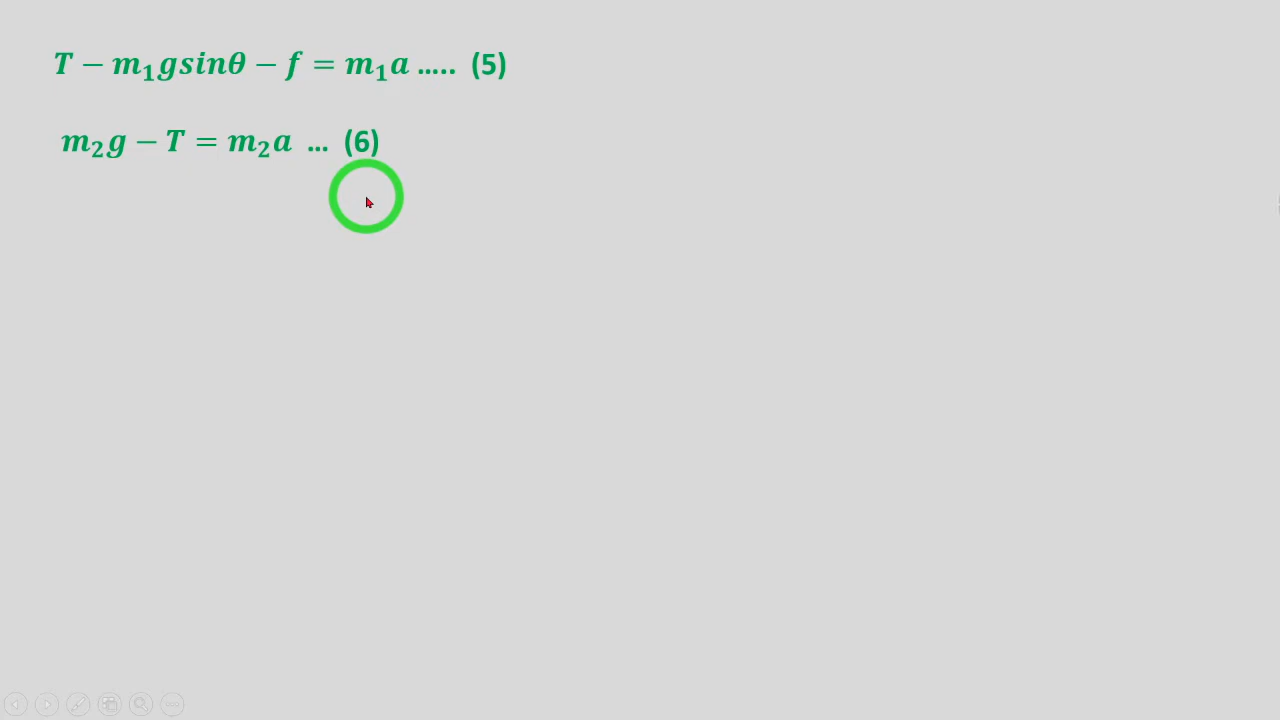 T − m₁gsinθ − f = m₁a ..... (5)
m₂g − T = m₂a ... (6)